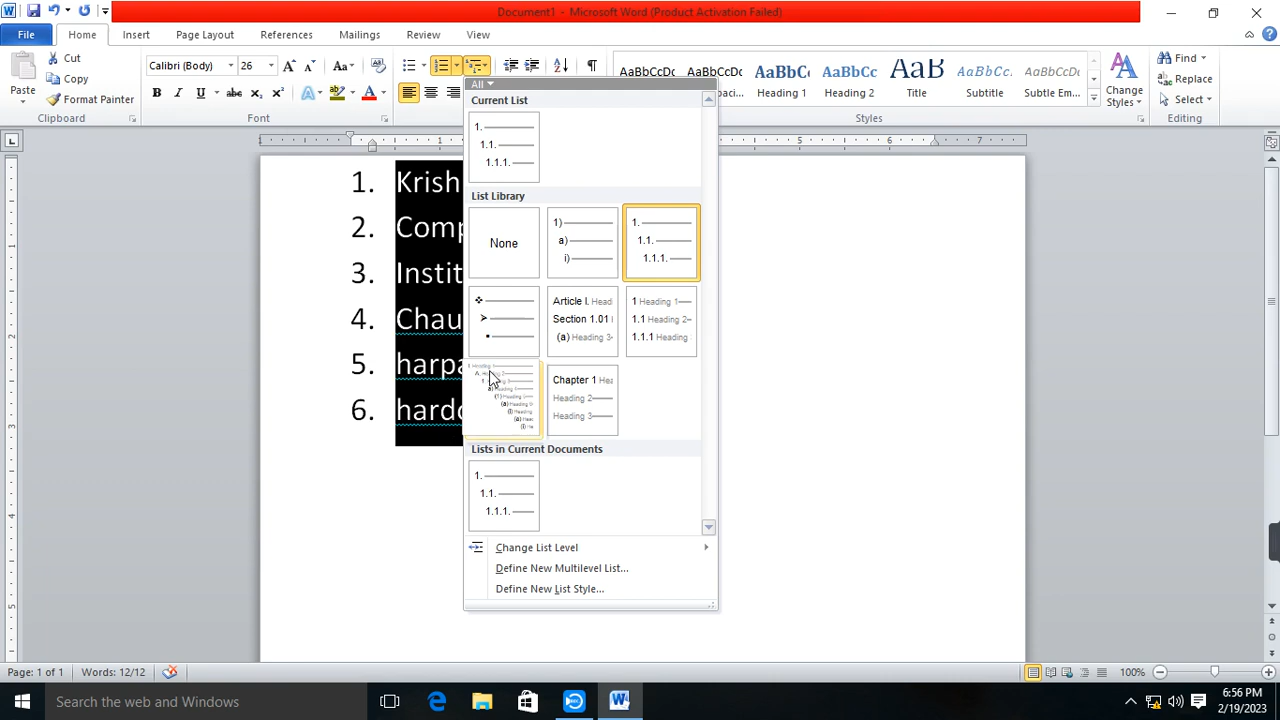 Document1 - Microsoft Word (Product Activation Failed)
File Home Insert Page Layout References Mailings Review View
Paste
Cut
Copy
Format Painter
Clipboard
Calibri (Body) 26
Font
AaBbCcDc AaBbCcDc AaBbCc AaBbCc AaB AaBbCcDc AaBbCcDc
Heading 1 Heading 2 Title Subtitle Subtle Em...
Change Styles
Styles
Find
Replace
Select
Editing
All
Current List
1.
1.1.
1.1.1.
List Library
None
1)
a)
i)
1.
1.1.
1.1.1.
Article I. Head
Section 1.01
(a) Heading 3
1 Heading 1
1.1 Heading 2
1.1.1 Heading
Chapter 1 Hea
Heading 2
Heading 3
Lists in Current Documents
1.
1.1.
1.1.1.
Change List Level
Define New Multilevel List...
Define New List Style...
1. Krish
2. Comp
3. Instit
4. Chau
5. harpa
6. hard
Page: 1 of 1 Words: 12/12 100%
Search the web and Windows
6:56 PM
2/19/2023